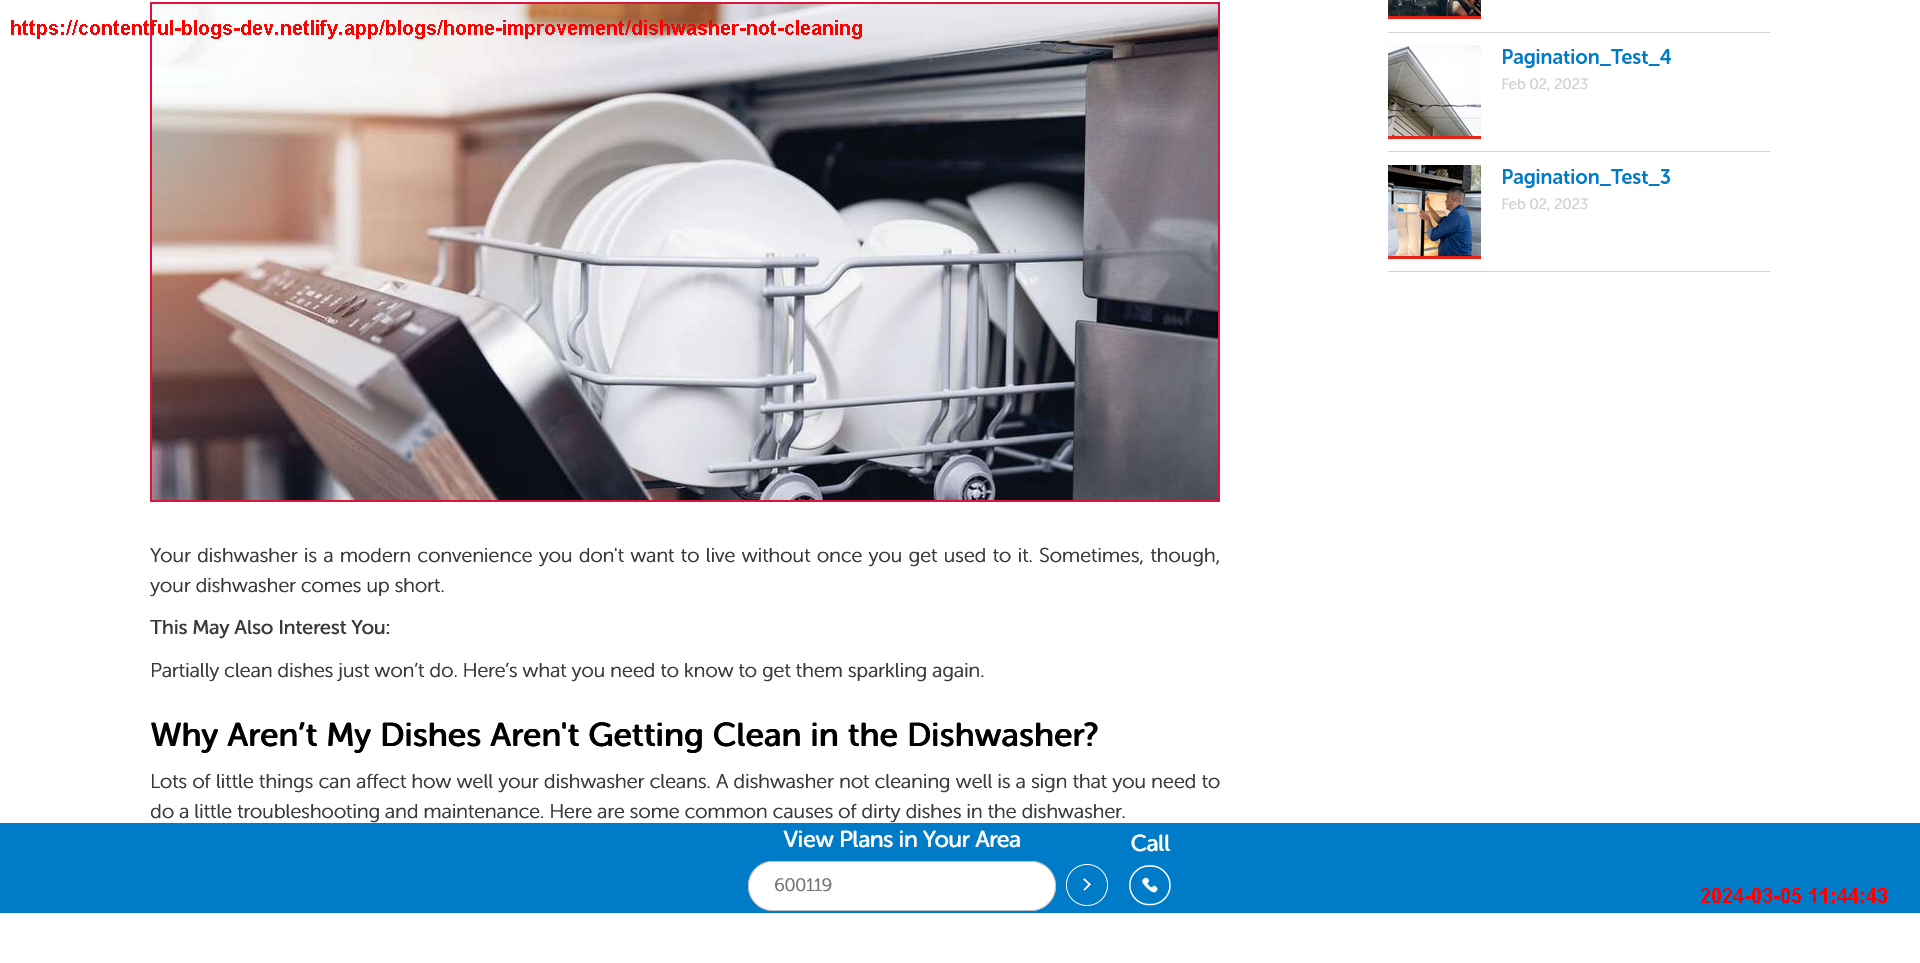 https://contentful-blogs-dev.netlify.app/blogs/home-improvement/dishwasher-not-cleaning
Pagination_Test_4
Feb 02, 2023
Pagination_Test_3
Feb 02, 2023
Your dishwasher is a modern convenience you don't want to live without once you get used to it. Sometimes, though,
your dishwasher comes up short.
This May Also Interest You:
Partially clean dishes just won’t do. Here’s what you need to know to get them sparkling again.
Why Aren’t My Dishes Aren't Getting Clean in the Dishwasher?
Lots of little things can affect how well your dishwasher cleans. A dishwasher not cleaning well is a sign that you need to
do a little troubleshooting and maintenance. Here are some common causes of dirty dishes in the dishwasher.
View Plans in Your Area
Call
600119
2024-03-05 11:44:43